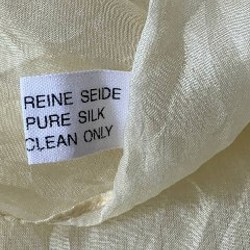 REINE SEIDE
PURE SILK
CLEAN ONLY